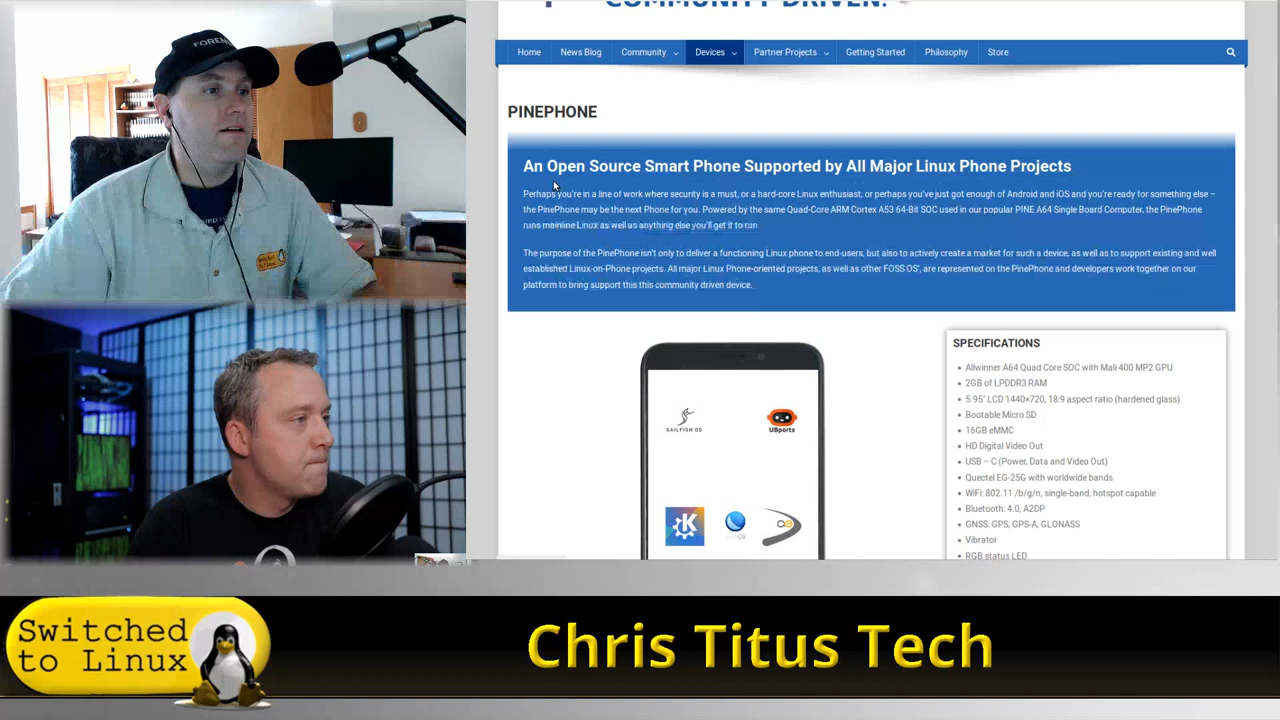 COMMUNITY DRIVEN!
Home News Blog Community Devices Partner Projects Getting Started Philosophy Store
PINEPHONE
An Open Source Smart Phone Supported by All Major Linux Phone Projects
Perhaps you're in a line of work where security is a must, or a hard-core Linux enthusiast, or perhaps you've just got enough of Android and iOS and you're ready for something else –
the PinePhone may be the next Phone for you. Powered by the same Quad-Core ARM Cortex A53 64-Bit SOC used in our popular PINE A64 Single Board Computer, the PinePhone
runs mainline Linux as well as anything else you'll get it to run
The purpose of the PinePhone isn't only to deliver a functioning Linux phone to end-users, but also to actively create a market for such a device, as well as to support existing and well
established Linux-on-Phone projects. All major Linux Phone-oriented projects, as well as other FOSS OS', are represented on the PinePhone and developers work together on our
platform to bring support this this community driven device.
SAILFISH OS
UBports
SPECIFICATIONS
Allwinner A64 Quad Core SOC with Mali 400 MP2 GPU
2GB of LPDDR3 RAM
5.95" LCD 1440×720, 18:9 aspect ratio (hardened glass)
Bootable Micro SD
16GB eMMC
HD Digital Video Out
USB – C (Power, Data and Video Out)
Quectel EG-25G with worldwide bands
WiFi: 802.11 /b/g/n, single-band, hotspot capable
Bluetooth: 4.0, A2DP
GNSS: GPS, GPS-A, GLONASS
Vibrator
RGB status LED
Switched
to Linux
Chris Titus Tech